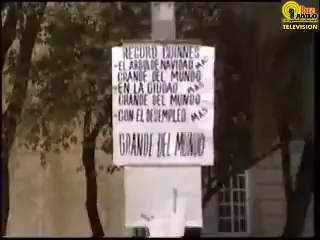 RECORD GUINNES
• EL ARBOL DE NAVIDAD MAS
GRANDE DEL MUNDO
• EN LA CIUDAD MAS
GRANDE DEL MUNDO
• CON EL DESEMPLEO MAS
GRANDE DEL MUNDO
TELEVISION